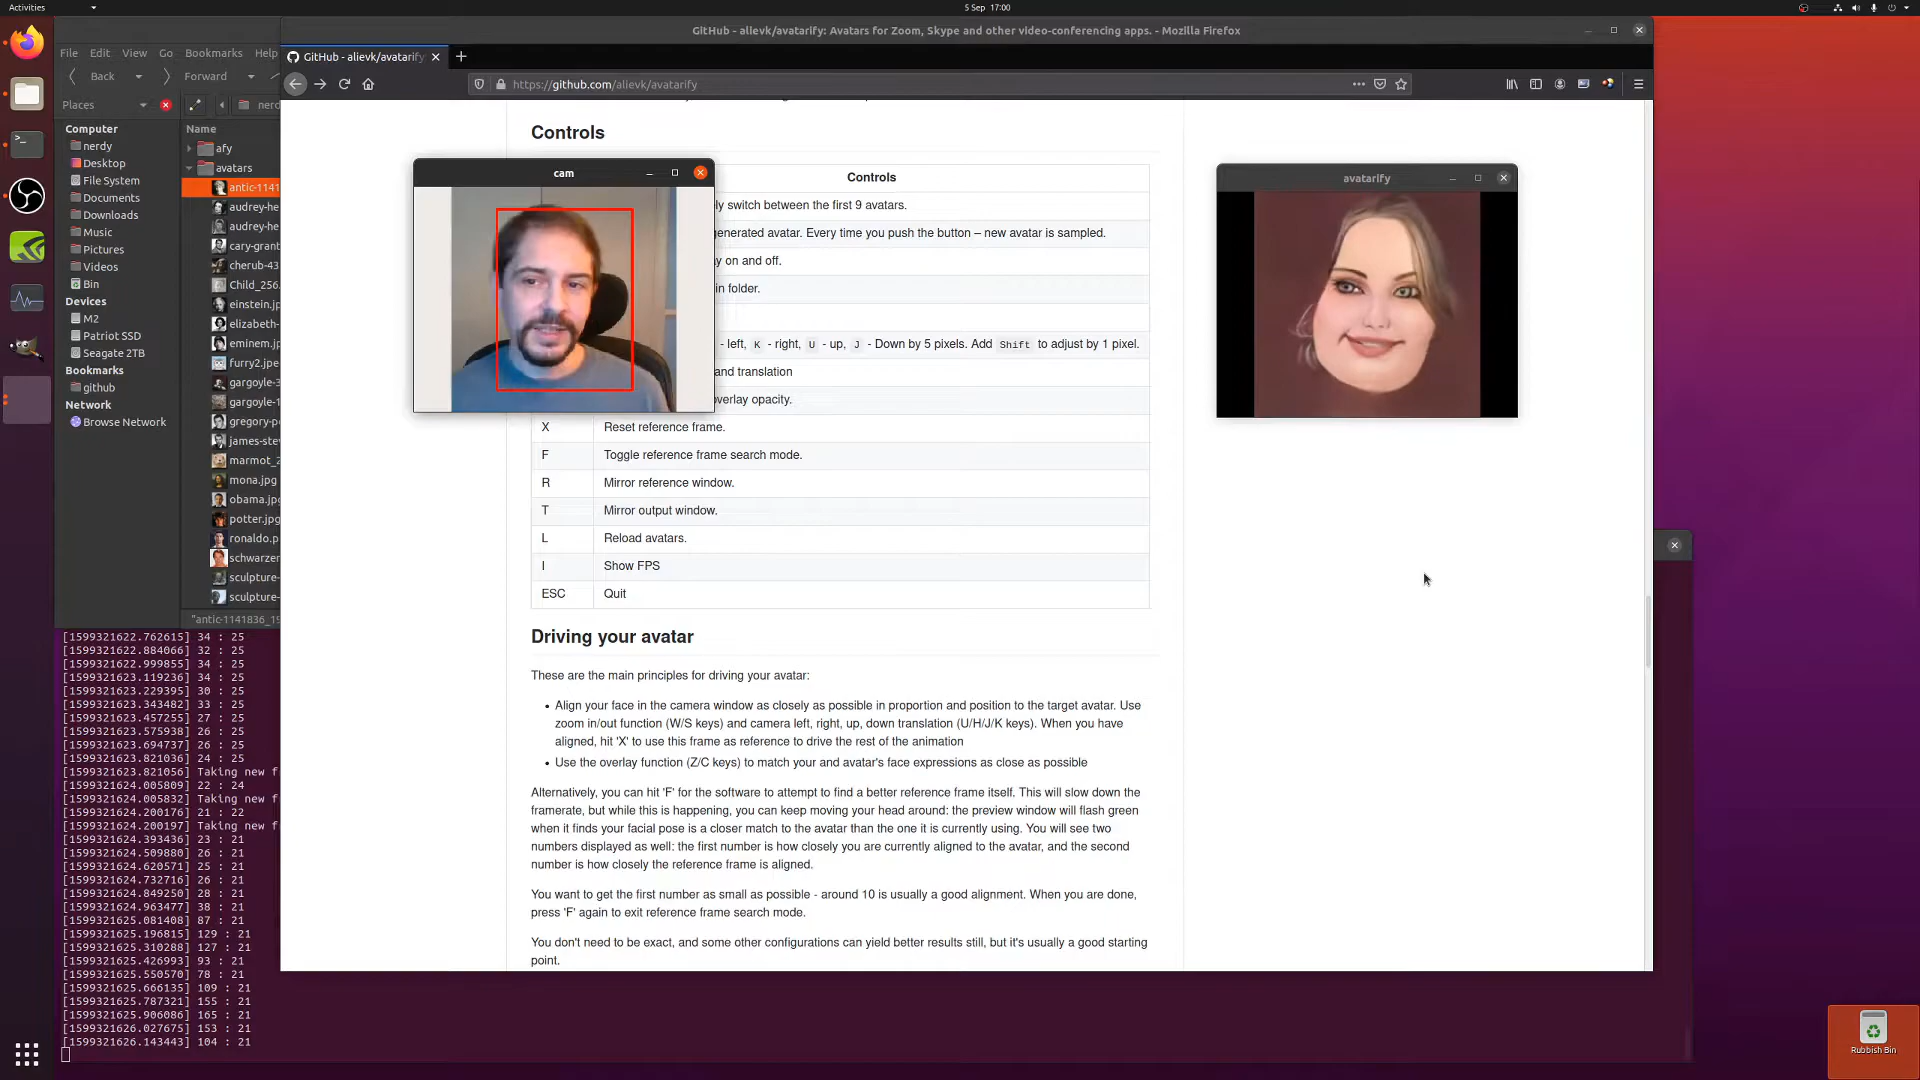 Activities
5 Sep 17:00
GitHub - alievk/avatarify: Avatars for Zoom, Skype and other video-conferencing apps. - Mozilla Firefox
File Edit View Go Bookmarks Help
GitHub - alievk/avatarify
Back
Forward
https://github.com/alievk/avatarify
Places
nerd
Computer
nerdy
Desktop
File System
Documents
Downloads
Music
Pictures
Videos
Bin
Devices
M2
Patriot SSD
Seagate 2TB
Bookmarks
github
Network
Browse Network
Name
afy
avatars
antic-1141
audrey-he
audrey-he
cary-grant
cherub-43
Child_256.
einstein.jp
elizabeth-
eminem.jp
furry2.jpe
gargoyle-3
gargoyle-1
gregory-p
james-stev
marmot_2
mona.jpg
obama.jpg
potter.jpg
ronaldo.p
schwarzer
sculpture-
sculpture-
"antic-1141836_19
Controls
cam
Controls
ely switch between the first 9 avatars.
generated avatar. Every time you push the button – new avatar is sampled.
ay on and off.
in folder.
- left, K - right, U - up, J - Down by 5 pixels. Add Shift to adjust by 1 pixel.
and translation
overlay opacity.
X Reset reference frame.
F Toggle reference frame search mode.
R Mirror reference window.
T Mirror output window.
L Reload avatars.
I Show FPS
ESC Quit
avatarify
Driving your avatar
These are the main principles for driving your avatar:
• Align your face in the camera window as closely as possible in proportion and position to the target avatar. Use
zoom in/out function (W/S keys) and camera left, right, up, down translation (U/H/J/K keys). When you have
aligned, hit 'X' to use this frame as reference to drive the rest of the animation
• Use the overlay function (Z/C keys) to match your and avatar's face expressions as close as possible
Alternatively, you can hit 'F' for the software to attempt to find a better reference frame itself. This will slow down the
framerate, but while this is happening, you can keep moving your head around: the preview window will flash green
when it finds your facial pose is a closer match to the avatar than the one it is currently using. You will see two
numbers displayed as well: the first number is how closely you are currently aligned to the avatar, and the second
number is how closely the reference frame is aligned.
You want to get the first number as small as possible - around 10 is usually a good alignment. When you are done,
press 'F' again to exit reference frame search mode.
You don't need to be exact, and some other configurations can yield better results still, but it's usually a good starting
point.
[1599321622.762615] 34 : 25
[1599321622.884066] 32 : 25
[1599321622.999855] 34 : 25
[1599321623.119236] 34 : 25
[1599321623.229395] 30 : 25
[1599321623.343482] 33 : 25
[1599321623.457255] 27 : 25
[1599321623.575938] 26 : 25
[1599321623.694737] 26 : 25
[1599321623.821036] 24 : 25
[1599321623.821056] Taking new f
[1599321624.005809] 22 : 24
[1599321624.005832] Taking new f
[1599321624.200176] 21 : 22
[1599321624.200197] Taking new f
[1599321624.393436] 23 : 21
[1599321624.509880] 26 : 21
[1599321624.620571] 25 : 21
[1599321624.732716] 26 : 21
[1599321624.849250] 28 : 21
[1599321624.963467] 38 : 21
[1599321625.081408] 87 : 21
[1599321625.196815] 129 : 21
[1599321625.310288] 127 : 21
[1599321625.426993] 93 : 21
[1599321625.550570] 78 : 21
[1599321625.666135] 109 : 21
[1599321625.787321] 155 : 21
[1599321625.906086] 165 : 21
[1599321626.027675] 153 : 21
[1599321626.143443] 104 : 21
Rubbish Bin